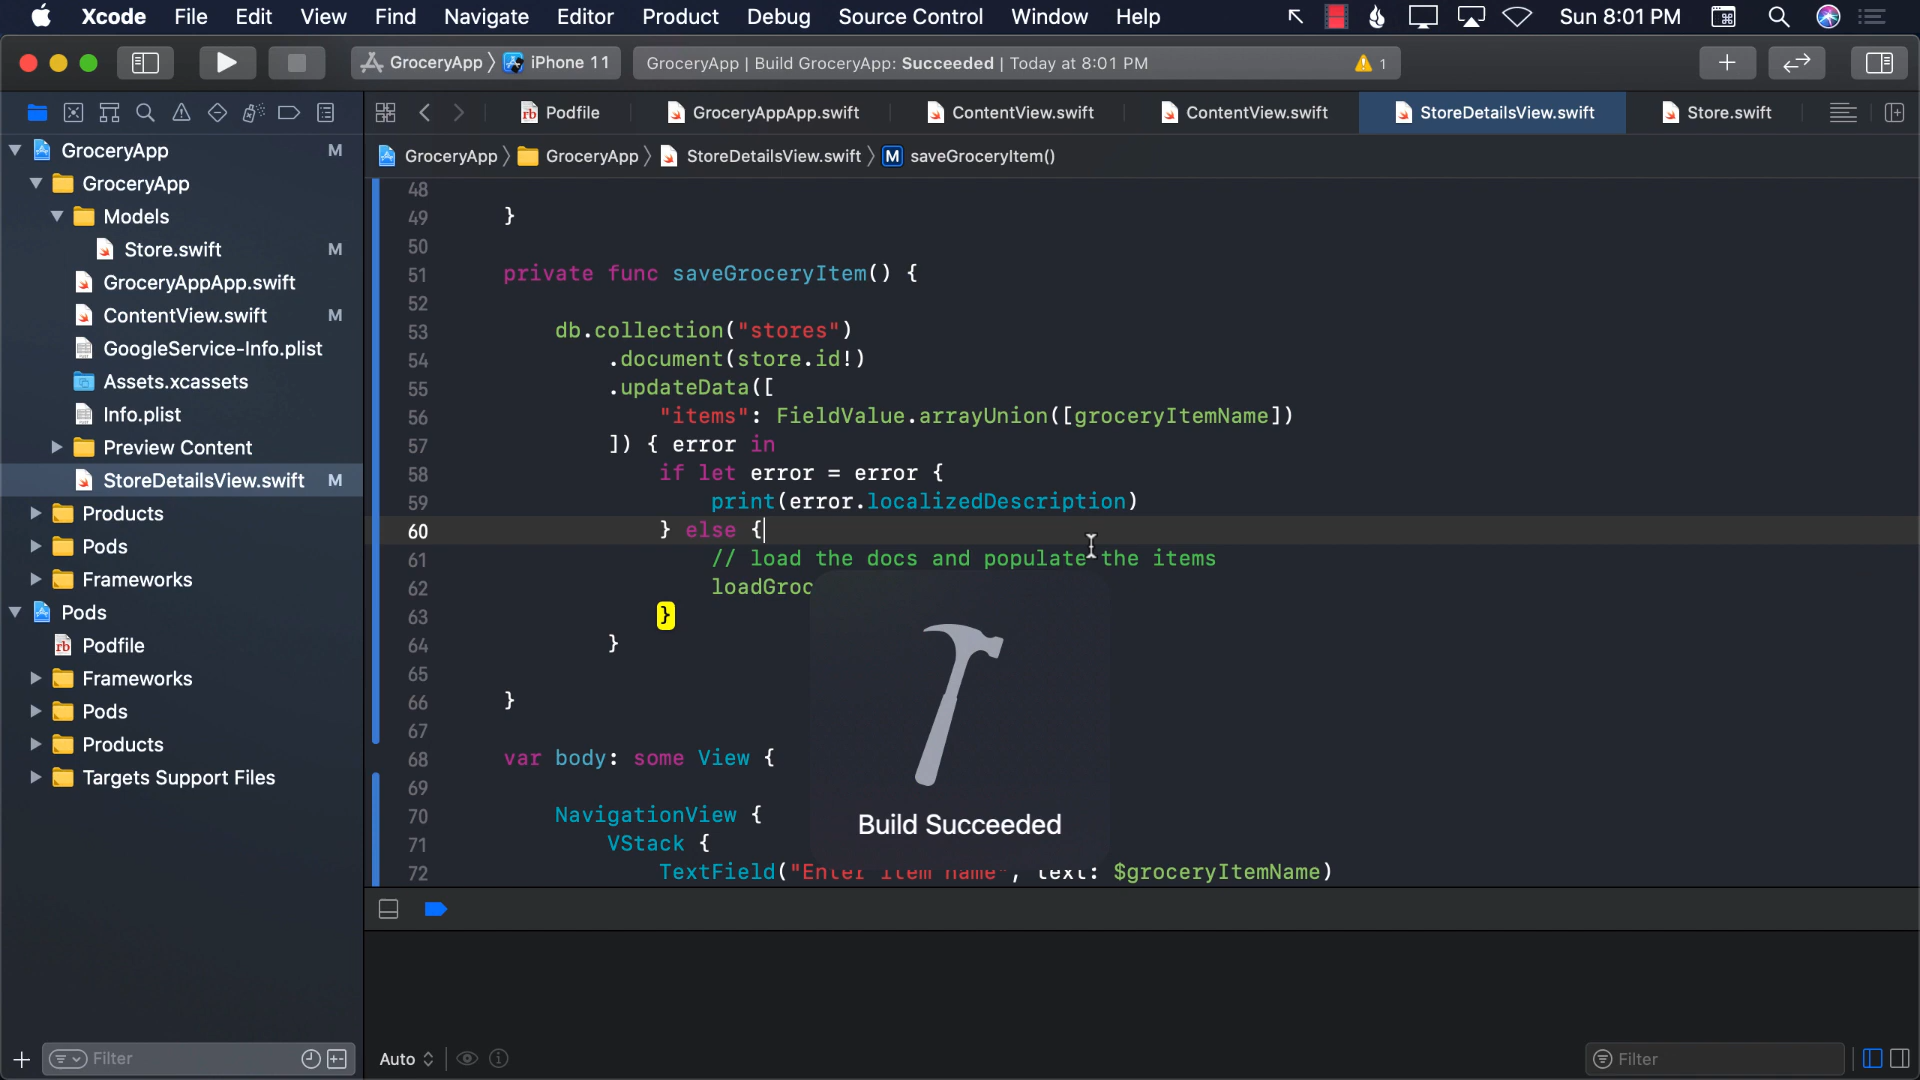 Xcode File Edit View Find Navigate Editor Product Debug Source Control Window Help Sun 8:01 PM
GroceryApp iPhone 11 GroceryApp | Build GroceryApp: Succeeded | Today at 8:01 PM 1
Podfile GroceryAppApp.swift ContentView.swift ContentView.swift StoreDetailsView.swift Store.swift
GroceryApp M
GroceryApp GroceryApp StoreDetailsView.swift M saveGroceryItem()
GroceryApp
Models
Store.swift M
GroceryAppApp.swift
ContentView.swift M
GoogleService-Info.plist
Assets.xcassets
Info.plist
Preview Content
StoreDetailsView.swift M
Products
Pods
Frameworks
Pods
Podfile
Frameworks
Pods
Products
Targets Support Files
48
49 }
50
51 private func saveGroceryItem() {
52
53 db.collection("stores")
54 .document(store.id!)
55 .updateData([
56 "items": FieldValue.arrayUnion([groceryItemName])
57 ]) { error in
58 if let error = error {
59 print(error.localizedDescription)
60 } else {
61 // load the docs and populate the items
62 loadGroc
63 }
64 }
65
66 }
67
68 var body: some View {
69
70 NavigationView {
71 VStack {
72 TextField("Enter item name", text: $groceryItemName)
Build Succeeded
Filter Auto Filter